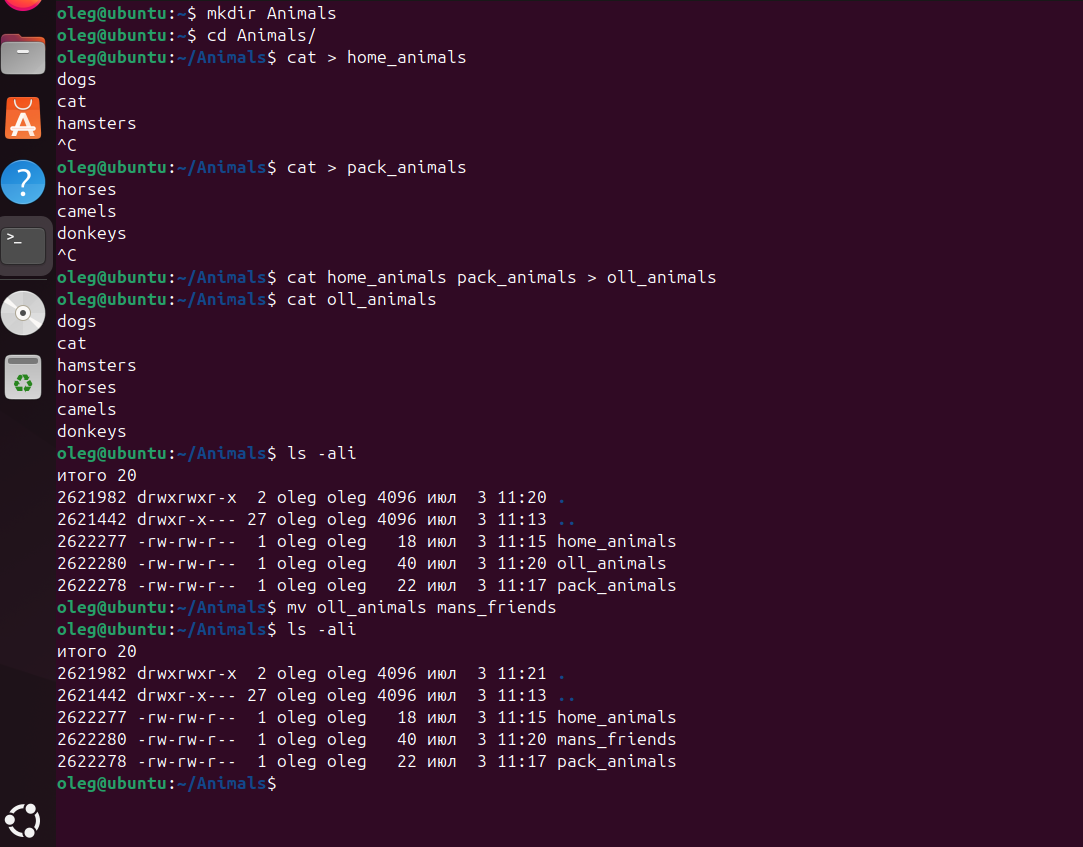 oleg@ubuntu:~$ mkdir Animals
oleg@ubuntu:~$ cd Animals/
oleg@ubuntu:~/Animals$ cat > home_animals
dogs
cat
hamsters
^C
oleg@ubuntu:~/Animals$ cat > pack_animals
horses
camels
donkeys
^C
oleg@ubuntu:~/Animals$ cat home_animals pack_animals > oll_animals
oleg@ubuntu:~/Animals$ cat oll_animals
dogs
cat
hamsters
horses
camels
donkeys
oleg@ubuntu:~/Animals$ ls -ali
итого 20
2621982 drwxrwxr-x  2 oleg oleg 4096 июл  3 11:20 .
2621442 drwxr-x--- 27 oleg oleg 4096 июл  3 11:13 ..
2622277 -rw-rw-r--  1 oleg oleg   18 июл  3 11:15 home_animals
2622280 -rw-rw-r--  1 oleg oleg   40 июл  3 11:20 oll_animals
2622278 -rw-rw-r--  1 oleg oleg   22 июл  3 11:17 pack_animals
oleg@ubuntu:~/Animals$ mv oll_animals mans_friends
oleg@ubuntu:~/Animals$ ls -ali
итого 20
2621982 drwxrwxr-x  2 oleg oleg 4096 июл  3 11:21 .
2621442 drwxr-x--- 27 oleg oleg 4096 июл  3 11:13 ..
2622277 -rw-rw-r--  1 oleg oleg   18 июл  3 11:15 home_animals
2622280 -rw-rw-r--  1 oleg oleg   40 июл  3 11:20 mans_friends
2622278 -rw-rw-r--  1 oleg oleg   22 июл  3 11:17 pack_animals
oleg@ubuntu:~/Animals$